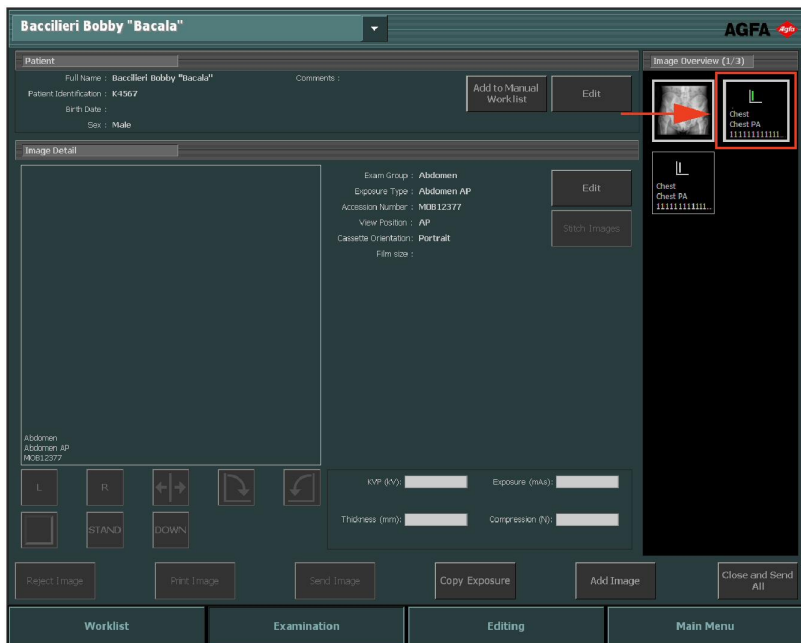 Baccilieri Bobby "Bacala"
AGFA Agfa
Patient
Full Name : Baccilieri Bobby "Bacala"
Patient Identification : K4567
Birth Date :
Sex : Male
Comments :
Add to Manual
Worklist
Edit
Image Detail
Exam Group : Abdomen
Exposure Type : Abdomen AP
Accession Number : MOB12377
View Position : AP
Cassette Orientation: Portrait
Film size :
Edit
Stitch Images
Abdomen
Abdomen AP
MOB12377
L
R
STAND
DOWN
KVP (kV):
Exposure (mAs):
Thickness (mm):
Compression (N):
Image Overview (1/3)
Chest
Chest PA
111111111111...
Chest
Chest PA
111111111111...
Reject Image
Print Image
Send Image
Copy Exposure
Add Image
Close and Send
All
Worklist
Examination
Editing
Main Menu